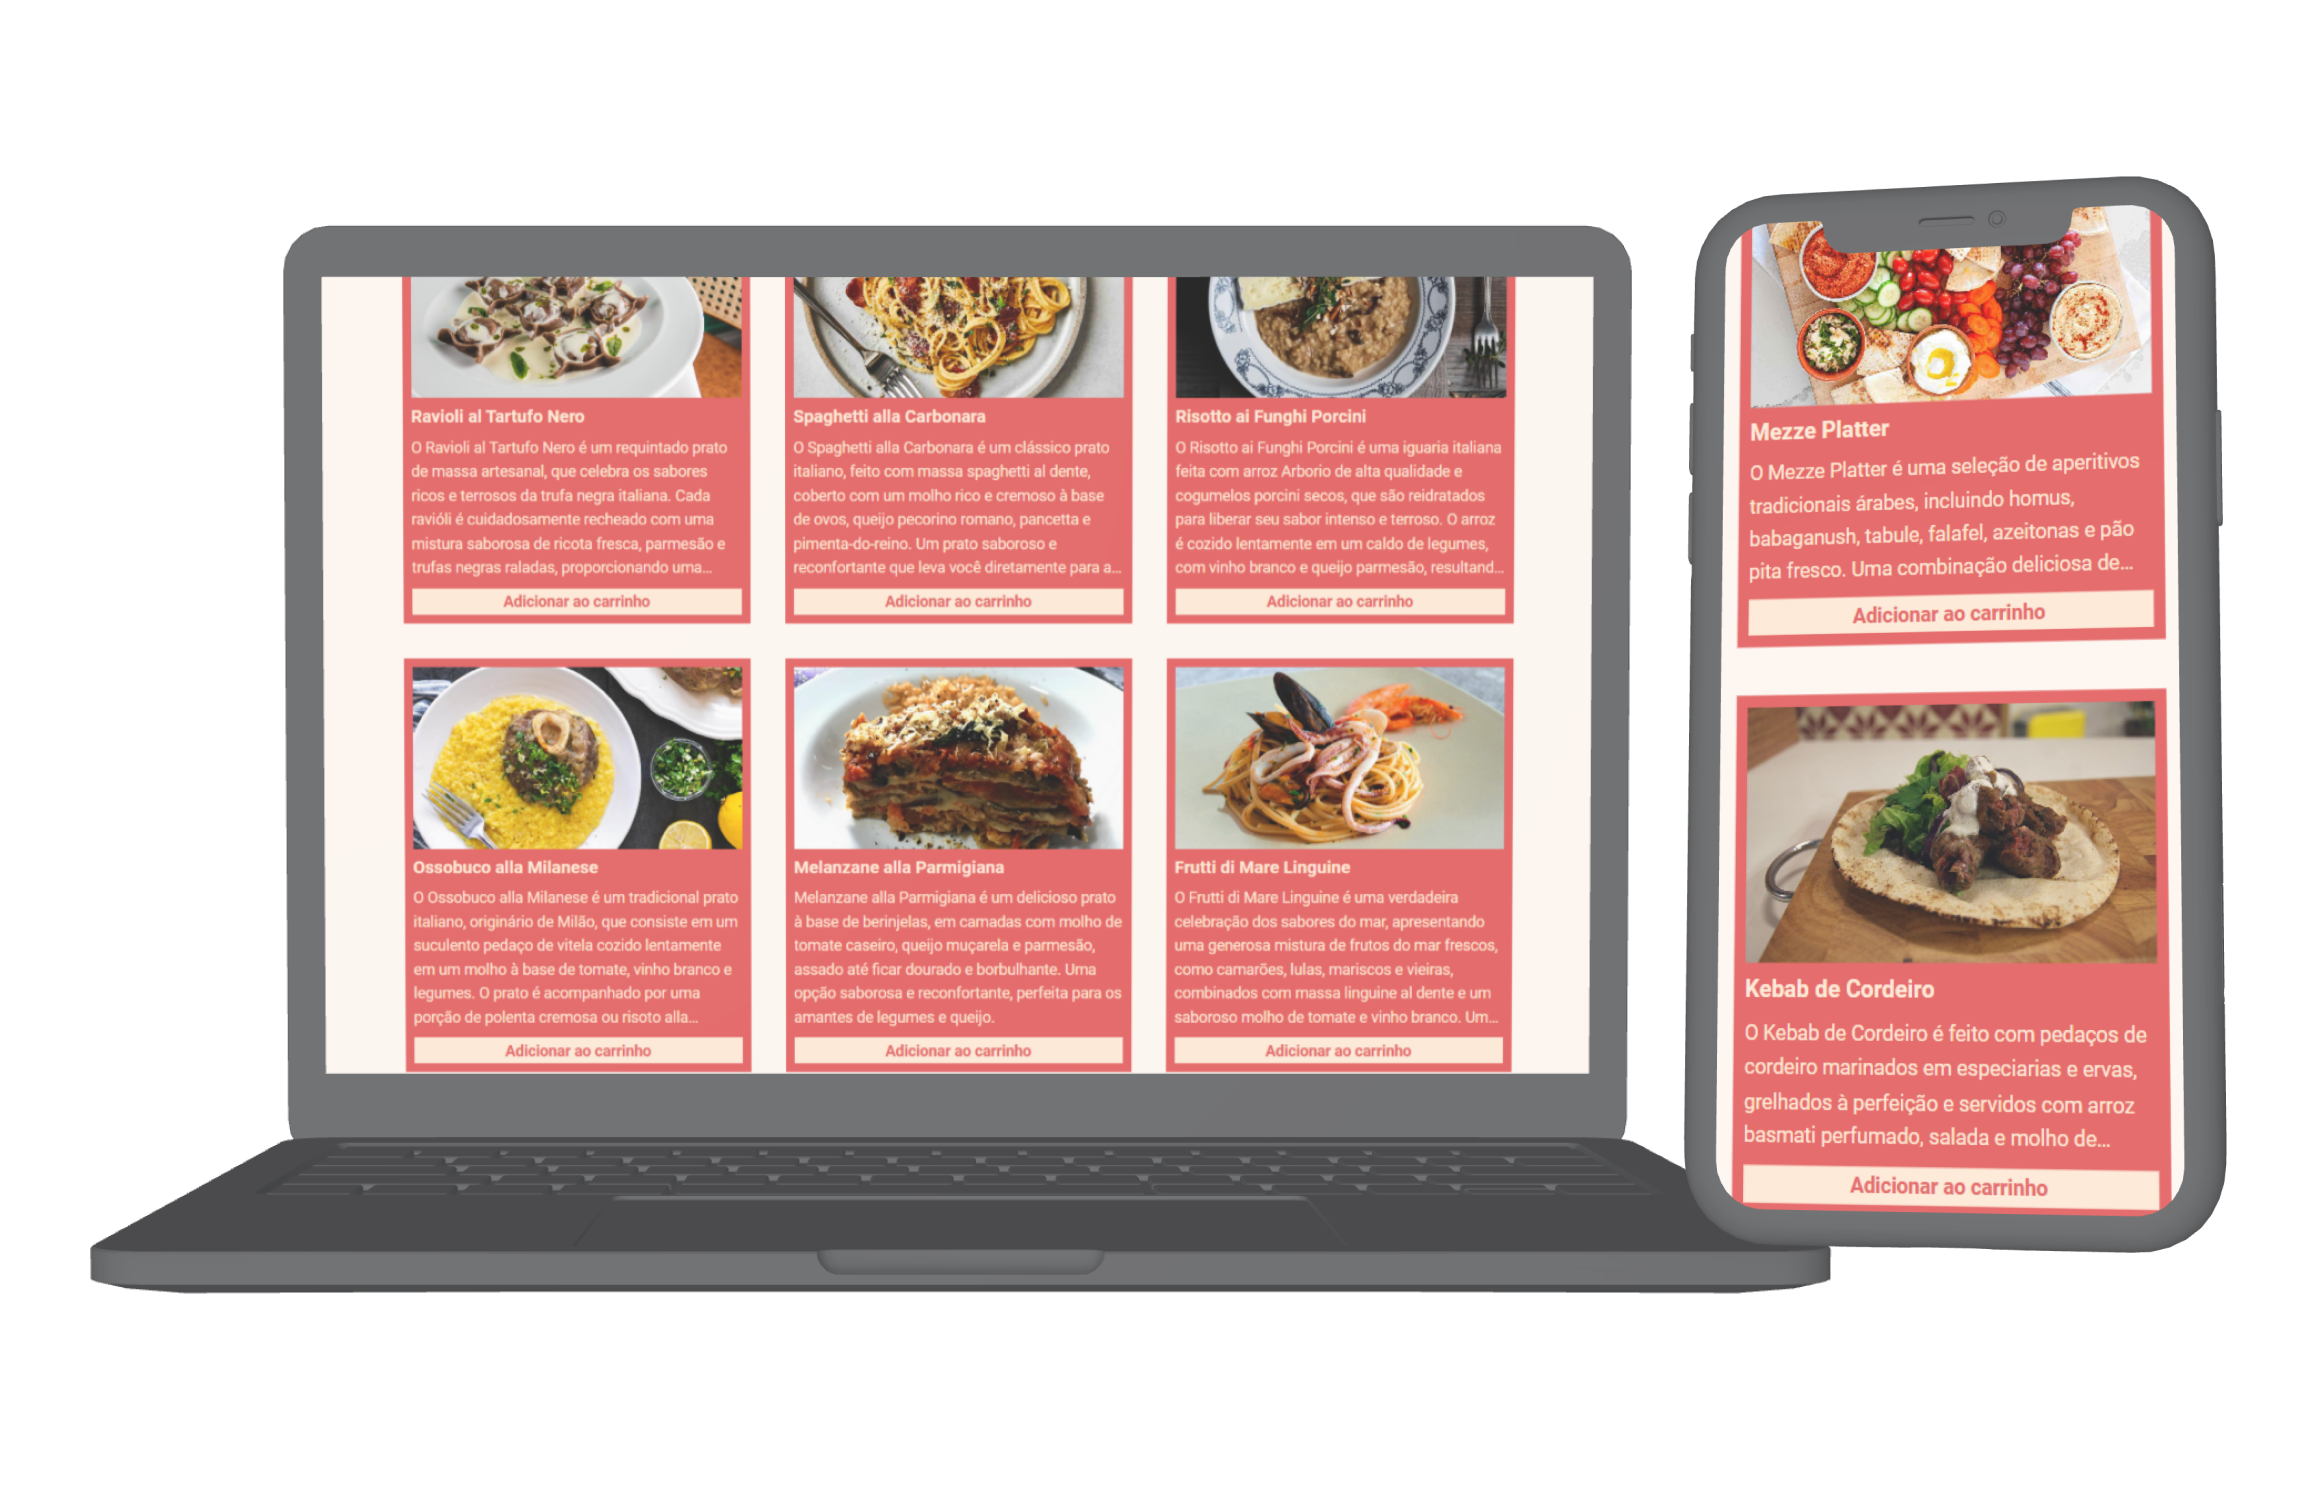 Ravioli al Tartufo Nero
O Ravioli al Tartufo Nero é um requintado prato
de massa artesanal, que celebra os sabores
ricos e terrosos da trufa negra italiana. Cada
ravióli é cuidadosamente recheado com uma
mistura saborosa de ricota fresca, parmesão e
trufas negras raladas, proporcionando uma...
Adicionar ao carrinho
Spaghetti alla Carbonara
O Spaghetti alla Carbonara é um clássico prato
italiano, feito com massa spaghetti al dente,
coberto com um molho rico e cremoso à base
de ovos, queijo pecorino romano, pancetta e
pimenta-do-reino. Um prato saboroso e
reconfortante que leva você diretamente para a...
Adicionar ao carrinho
Risotto ai Funghi Porcini
O Risotto ai Funghi Porcini é uma iguaria italiana
feita com arroz Arborio de alta qualidade e
cogumelos porcini secos, que são reidratados
para liberar seu sabor intenso e terroso. O arroz
é cozido lentamente em um caldo de legumes,
com vinho branco e queijo parmesão, resultand...
Adicionar ao carrinho
Ossobuco alla Milanese
O Ossobuco alla Milanese é um tradicional prato
italiano, originário de Milão, que consiste em um
suculento pedaço de vitela cozido lentamente
em um molho à base de tomate, vinho branco e
legumes. O prato é acompanhado por uma
porção de polenta cremosa ou risoto alla...
Adicionar ao carrinho
Melanzane alla Parmigiana
Melanzane alla Parmigiana é um delicioso prato
à base de berinjelas, em camadas com molho de
tomate caseiro, queijo muçarela e parmesão,
assado até ficar dourado e borbulhante. Uma
opção saborosa e reconfortante, perfeita para os
amantes de legumes e queijo.
Adicionar ao carrinho
Frutti di Mare Linguine
O Frutti di Mare Linguine é uma verdadeira
celebração dos sabores do mar, apresentando
uma generosa mistura de frutos do mar frescos,
como camarões, lulas, mariscos e vieiras,
combinados com massa linguine al dente e um
saboroso molho de tomate e vinho branco. Um...
Adicionar ao carrinho
Mezze Platter
O Mezze Platter é uma seleção de aperitivos
tradicionais árabes, incluindo homus,
babaganush, tabule, falafel, azeitonas e pão
pita fresco. Uma combinação deliciosa de...
Adicionar ao carrinho
Kebab de Cordeiro
O Kebab de Cordeiro é feito com pedaços de
cordeiro marinados em especiarias e ervas,
grelhados à perfeição e servidos com arroz
basmati perfumado, salada e molho de...
Adicionar ao carrinho